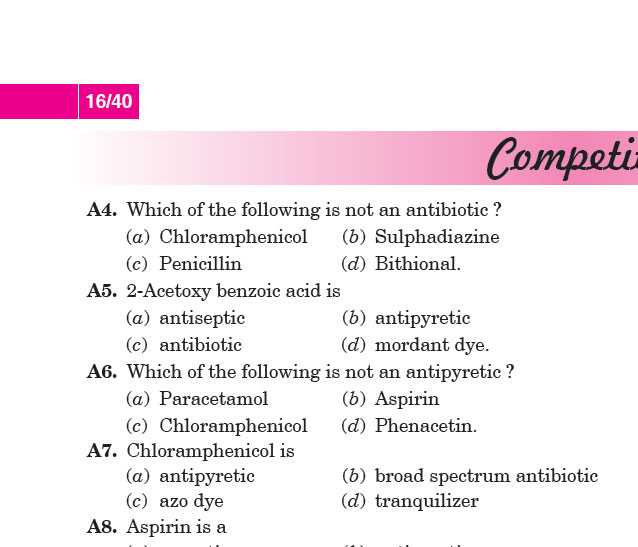 16/40
Competi
A4. Which of the following is not an antibiotic ?
(a) Chloramphenicol (b) Sulphadiazine
(c) Penicillin (d) Bithional.
A5. 2-Acetoxy benzoic acid is
(a) antiseptic (b) antipyretic
(c) antibiotic (d) mordant dye.
A6. Which of the following is not an antipyretic ?
(a) Paracetamol (b) Aspirin
(c) Chloramphenicol (d) Phenacetin.
A7. Chloramphenicol is
(a) antipyretic (b) broad spectrum antibiotic
(c) azo dye (d) tranquilizer
A8. Aspirin is a